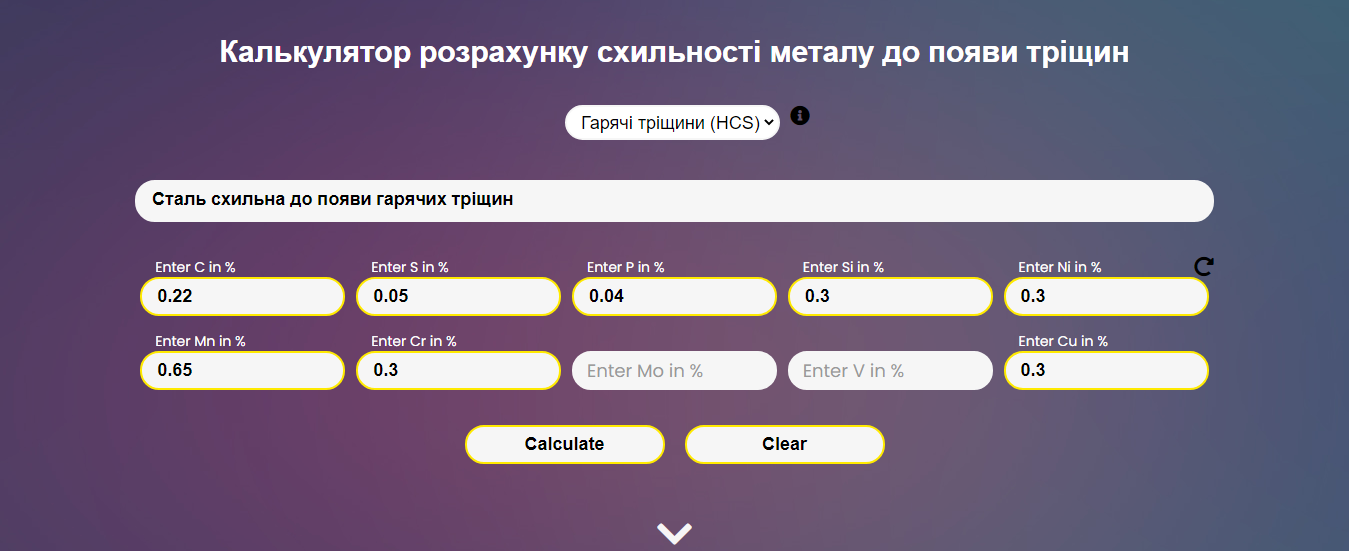 Калькулятор розрахунку схильності металу до появи тріщин
Гарячі тріщини (HCS)
Сталь схильна до появи гарячих тріщин
Enter C in % Enter S in % Enter P in % Enter Si in % Enter Ni in %
0.22 0.05 0.04 0.3 0.3
Enter Mn in % Enter Cr in % Enter Cu in %
0.65 0.3 Enter Mo in % Enter V in % 0.3
Calculate Clear